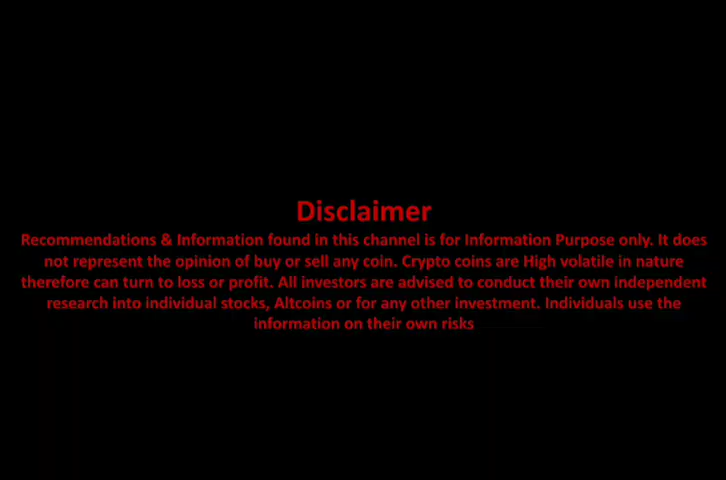 Disclaimer
Recommendations & Information found in this channel is for Information Purpose only. It does
not represent the opinion of buy or sell any coin. Crypto coins are High volatile in nature
therefore can turn to loss or profit. All investors are advised to conduct their own independent
research into individual stocks, Altcoins or for any other investment. Individuals use the
information on their own risks